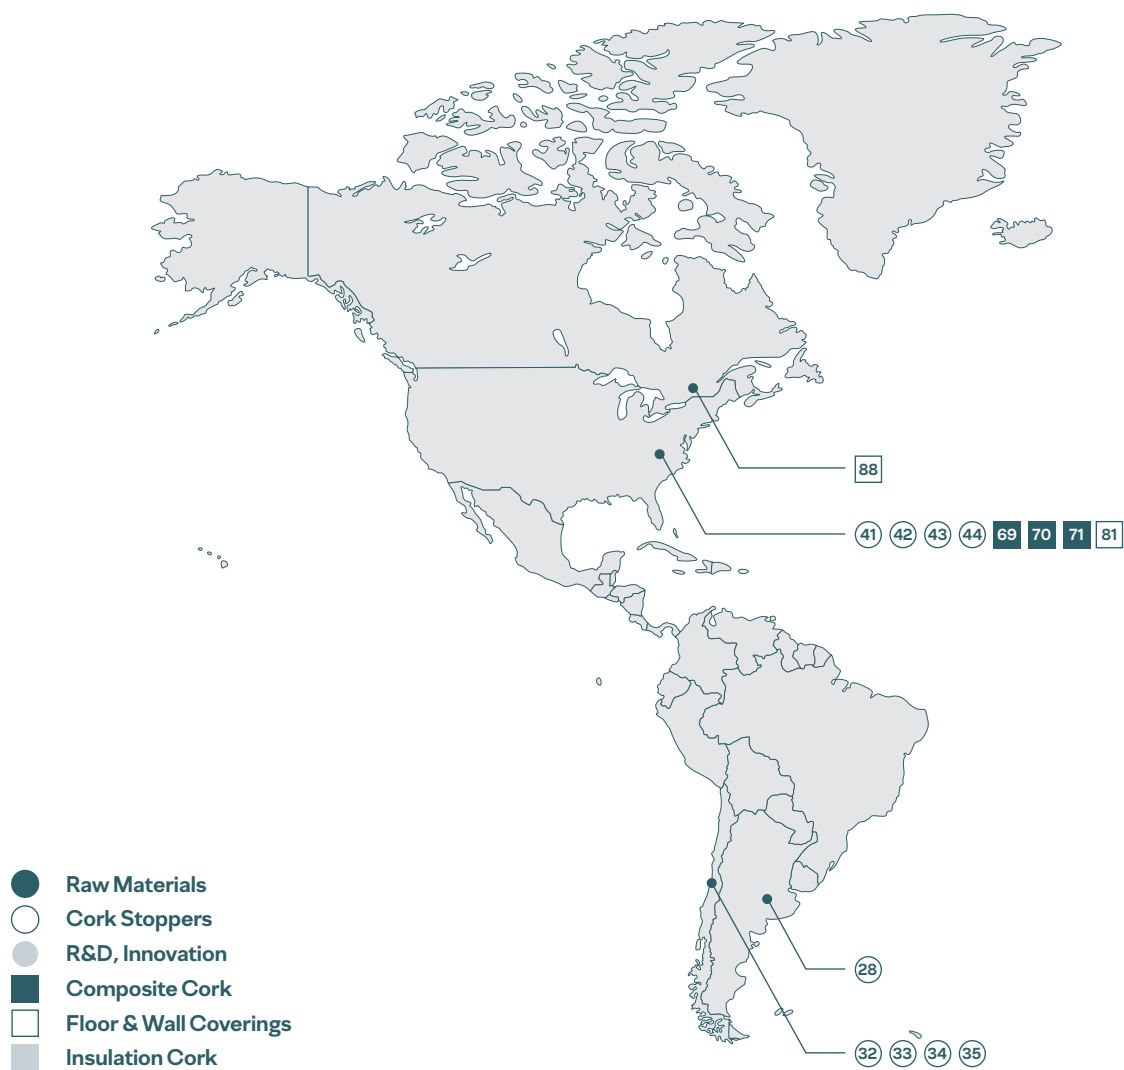 88
41 42 43 44 69 70 71 81
Raw Materials
Cork Stoppers
R&D, Innovation
28
Composite Cork
Floor & Wall Coverings
32 33 34 35
Insulation Cork